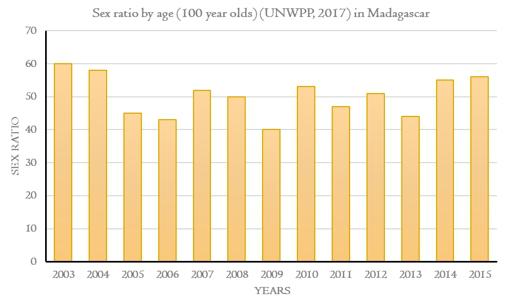 Sex ratio by age (100 year olds) (UNWPP, 2017) in Madagascar
70
60
50
40
30
20
10
0
SEX RATIO
2003 2004 2005 2006 2007 2008 2009 2010 2011 2012 2013 2014 2015
YEARS